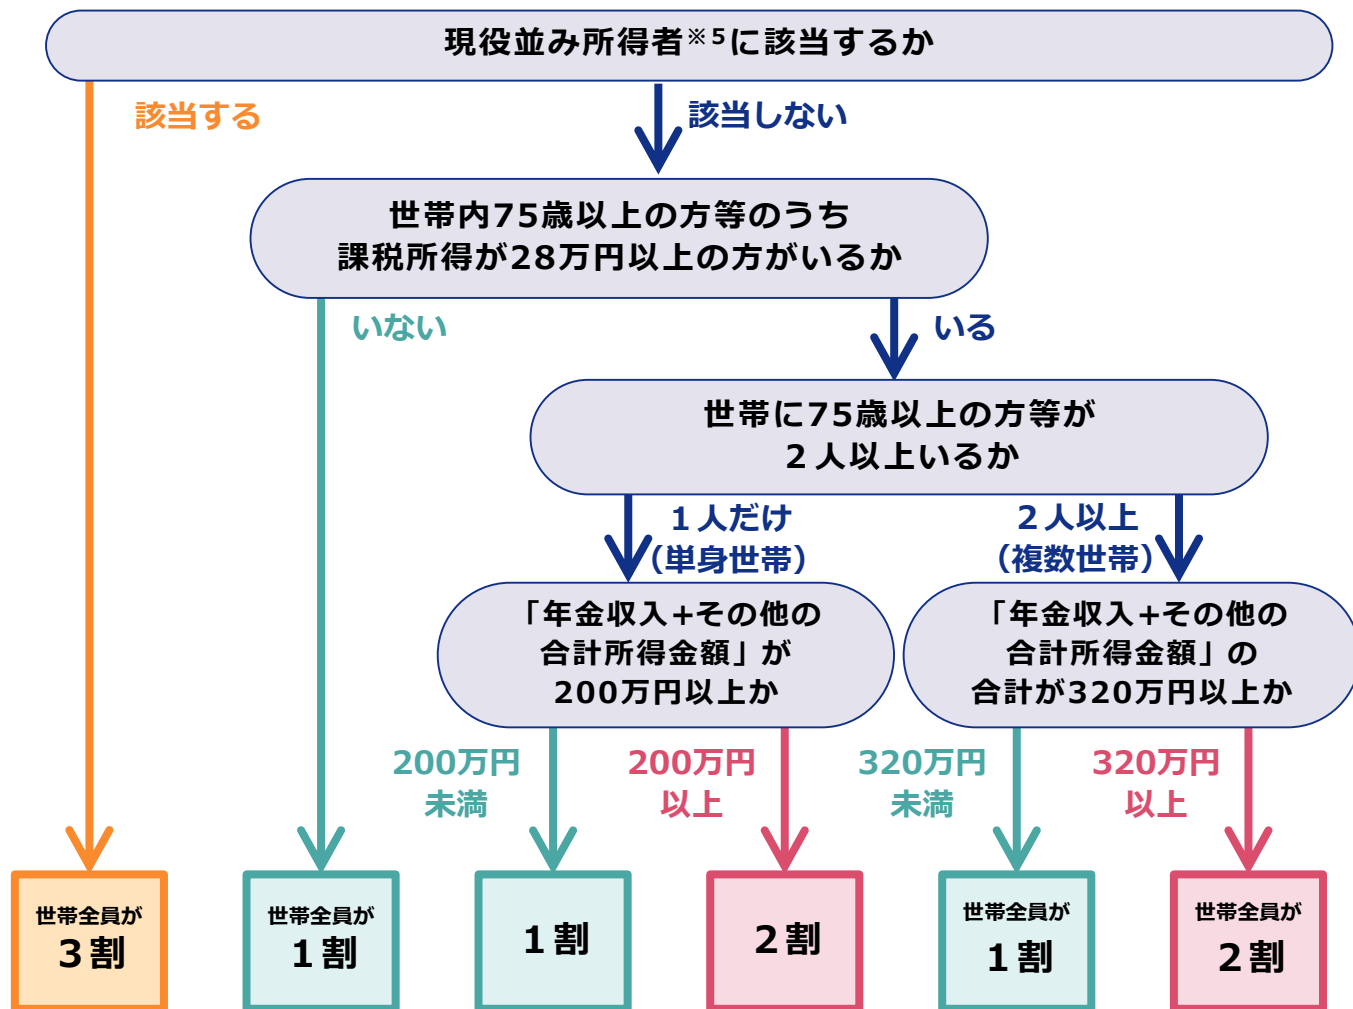 現役並み所得者※5に該当するか
該当する
該当しない
世帯内75歳以上の方等のうち
課税所得が28万円以上の方がいるか
いない
いる
世帯に75歳以上の方等が
２人以上いるか
１人だけ
（単身世帯）
２人以上
（複数世帯）
「年金収入+その他の
合計所得金額」が
200万円以上か
「年金収入+その他の
合計所得金額」の
合計が320万円以上か
200万円
未満
200万円
以上
320万円
未満
320万円
以上
世帯全員が
３割
世帯全員が
１割
１割
２割
世帯全員が
１割
世帯全員が
２割